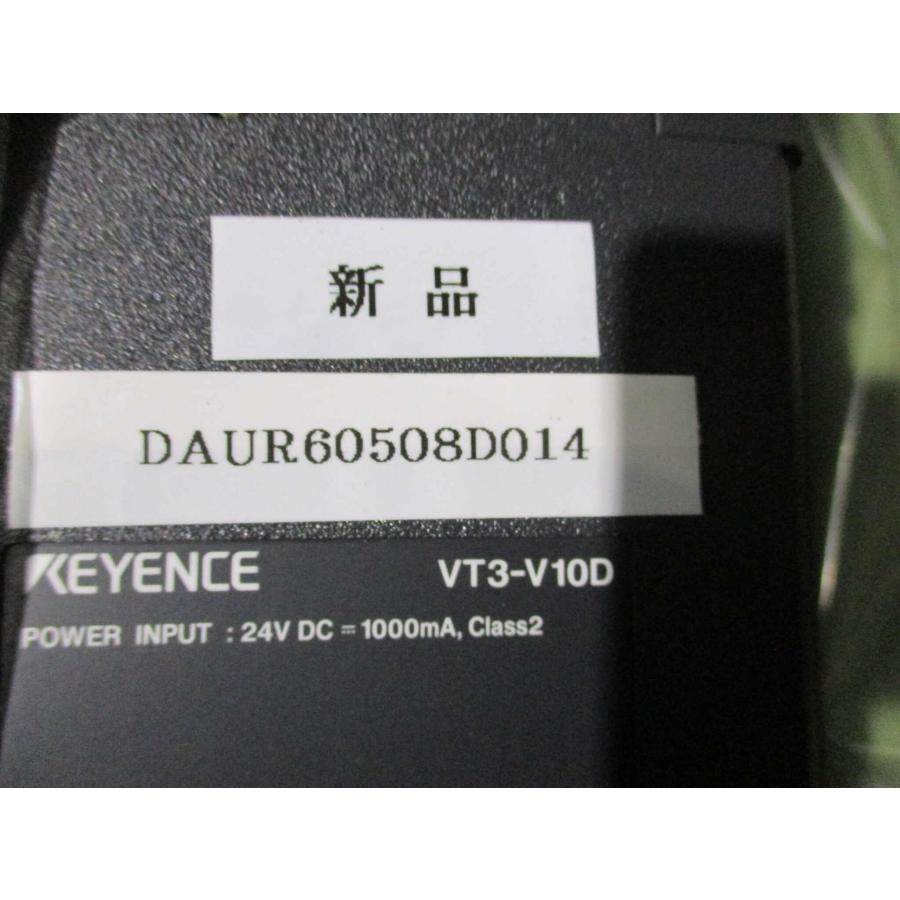 新品
DAUR60508D014
KEYENCE VT3-V10D
POWER INPUT : 24V DC ⎓ 1000mA, Class2